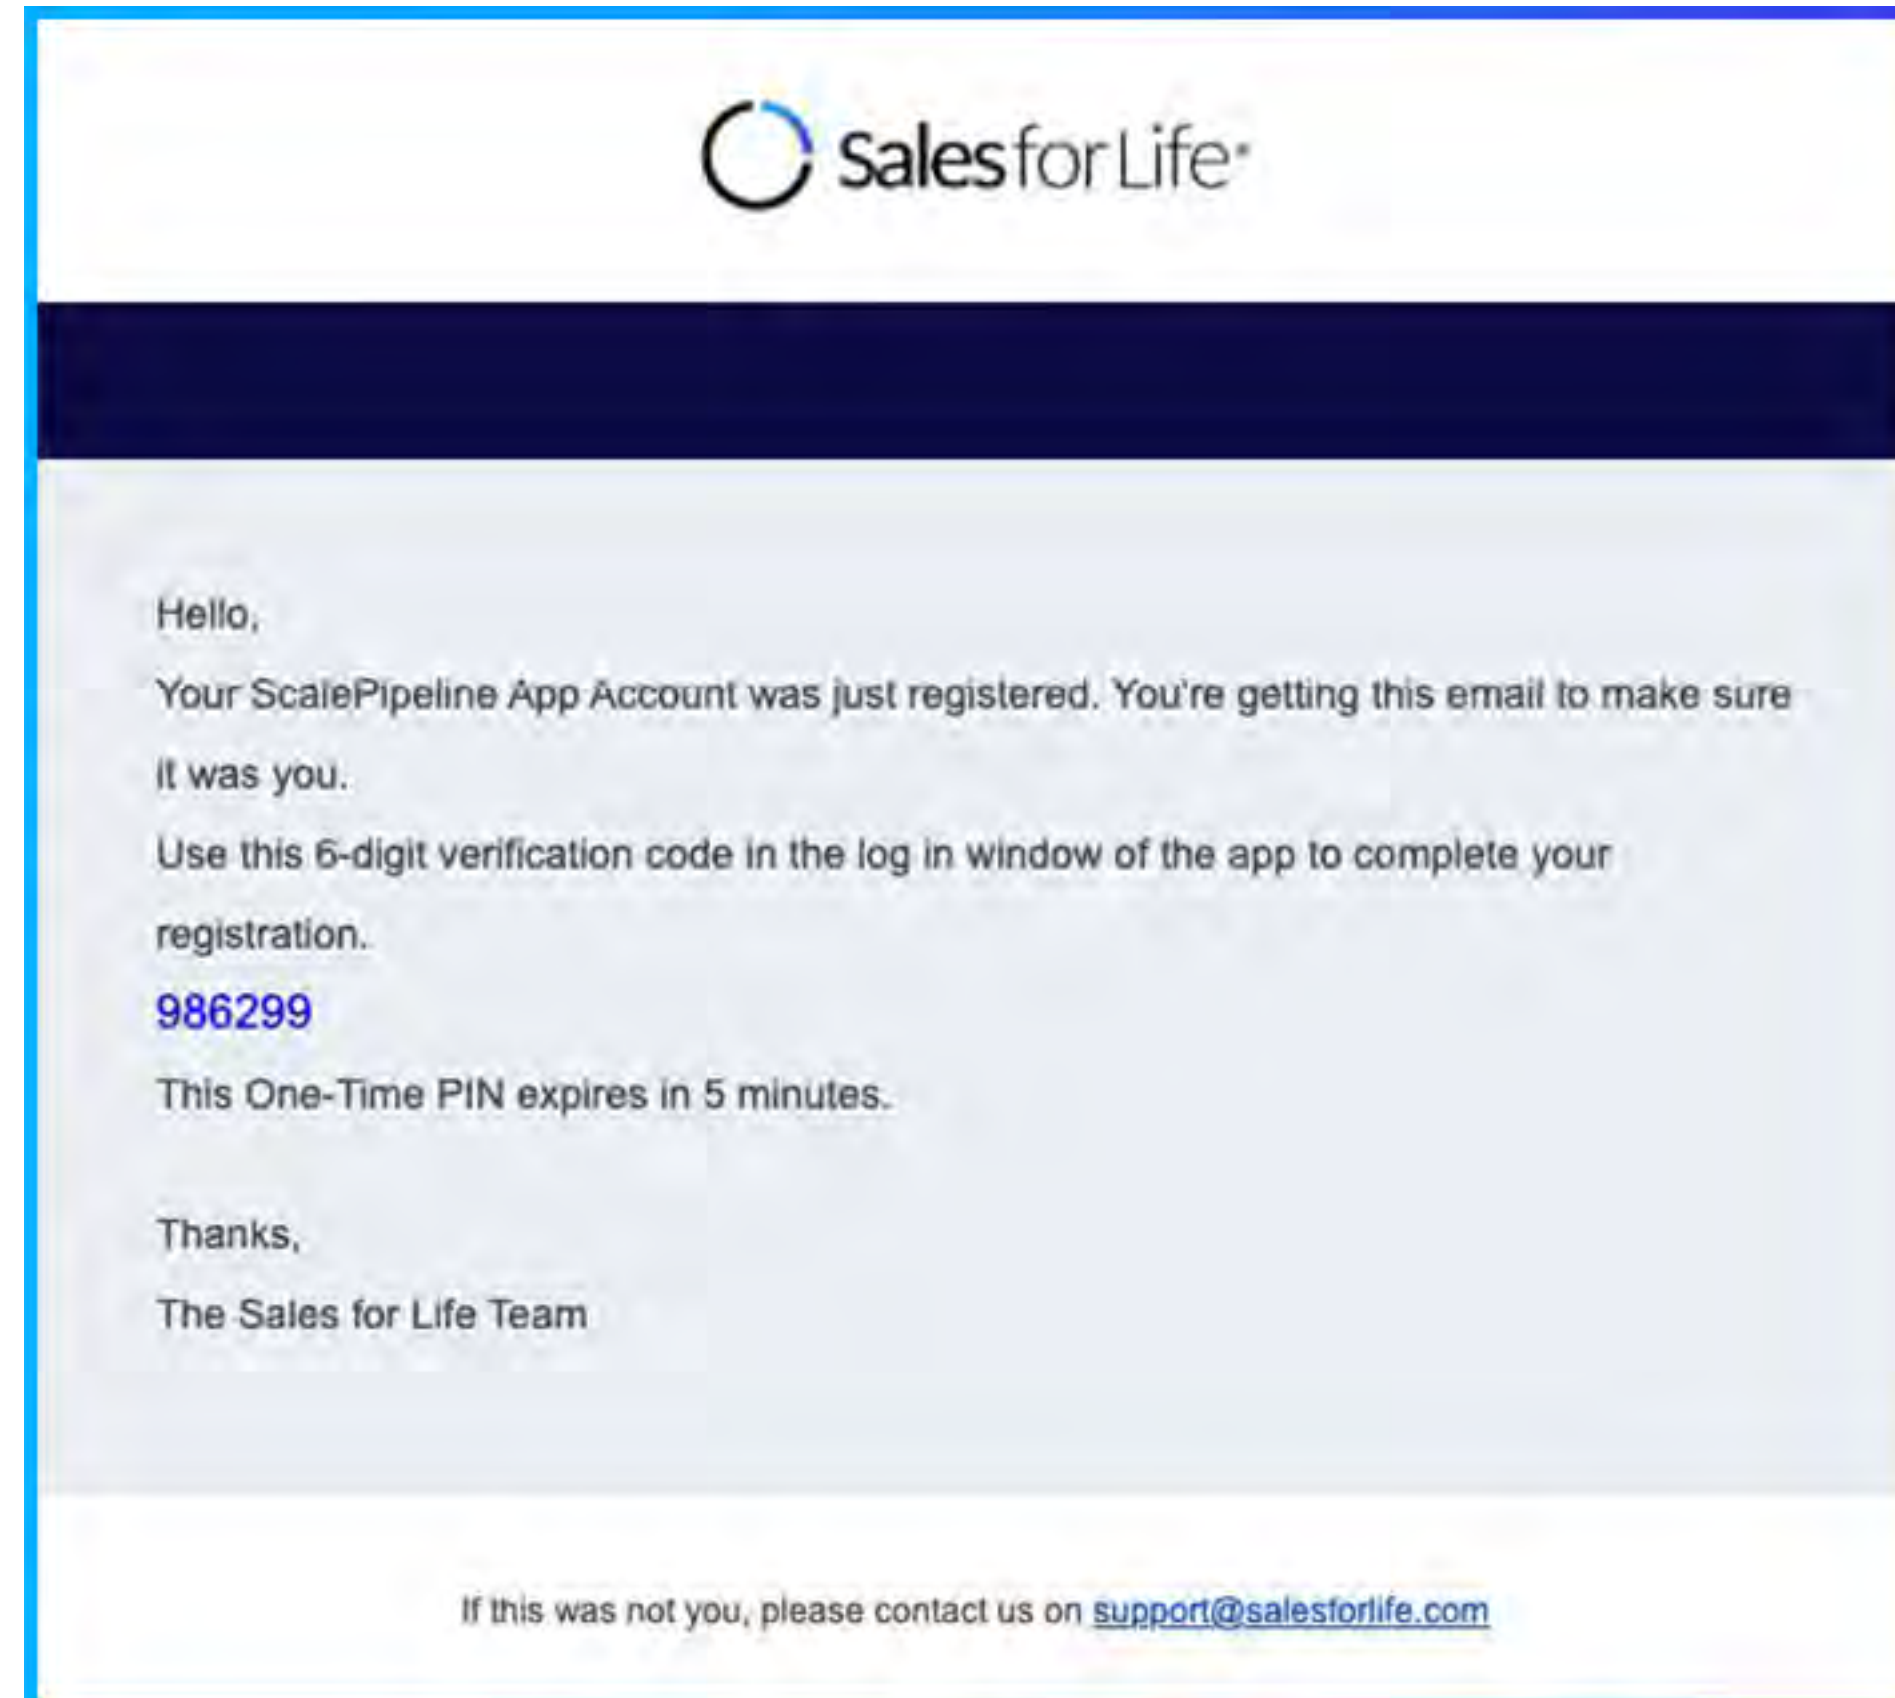 Sales for Life
Hello,
Your ScalePipeline App Account was just registered. You're getting this email to make sure
it was you.
Use this 6-digit verification code in the log in window of the app to complete your
registration.
986299
This One-Time PIN expires in 5 minutes.
Thanks,
The Sales for Life Team
If this was not you, please contact us on support@salesforlife.com